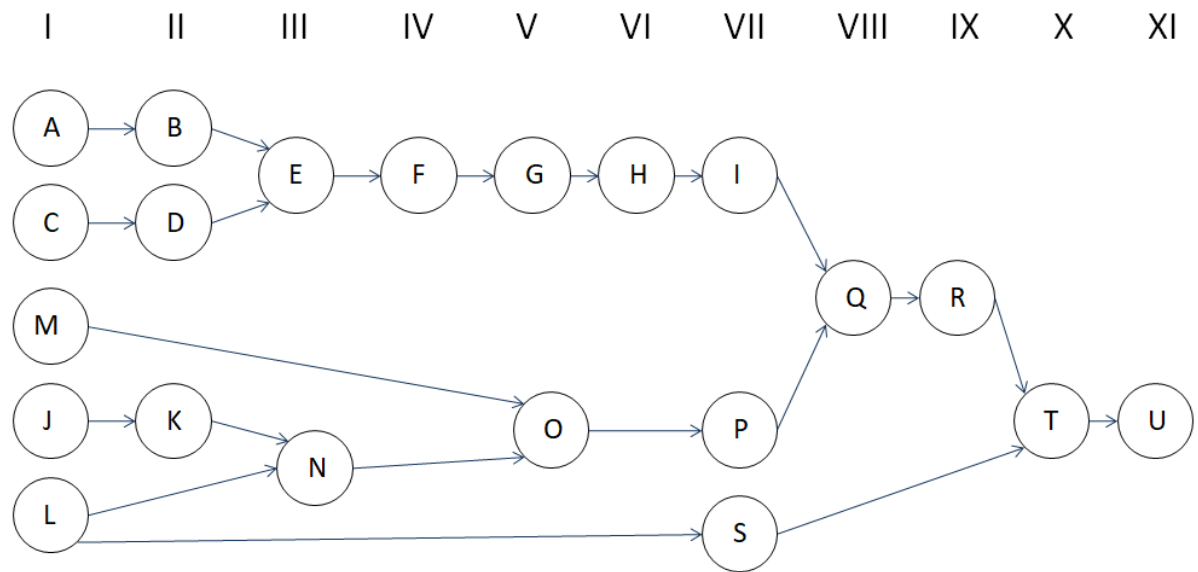 I II III IV V VI VII VIII IX X XI
A B
E F G H I
C D
Q R
M
J K O P T U
N
L
S